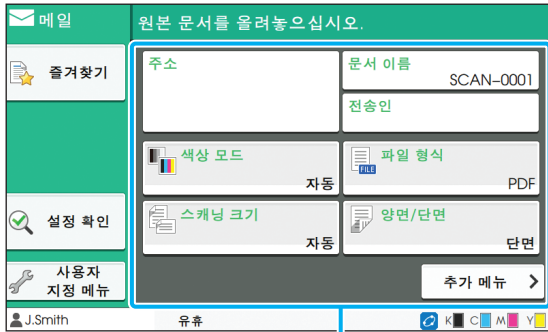 메일
원본 문서를 올려놓으십시오.
즐겨찾기
주소
문서 이름
SCAN-0001
전송인
색상 모드
자동
파일 형식
FILE
PDF
설정 확인
스캐닝 크기
자동
양면/단면
단면
사용자
지정 메뉴
추가 메뉴
J.Smith
유휴
K C M Y